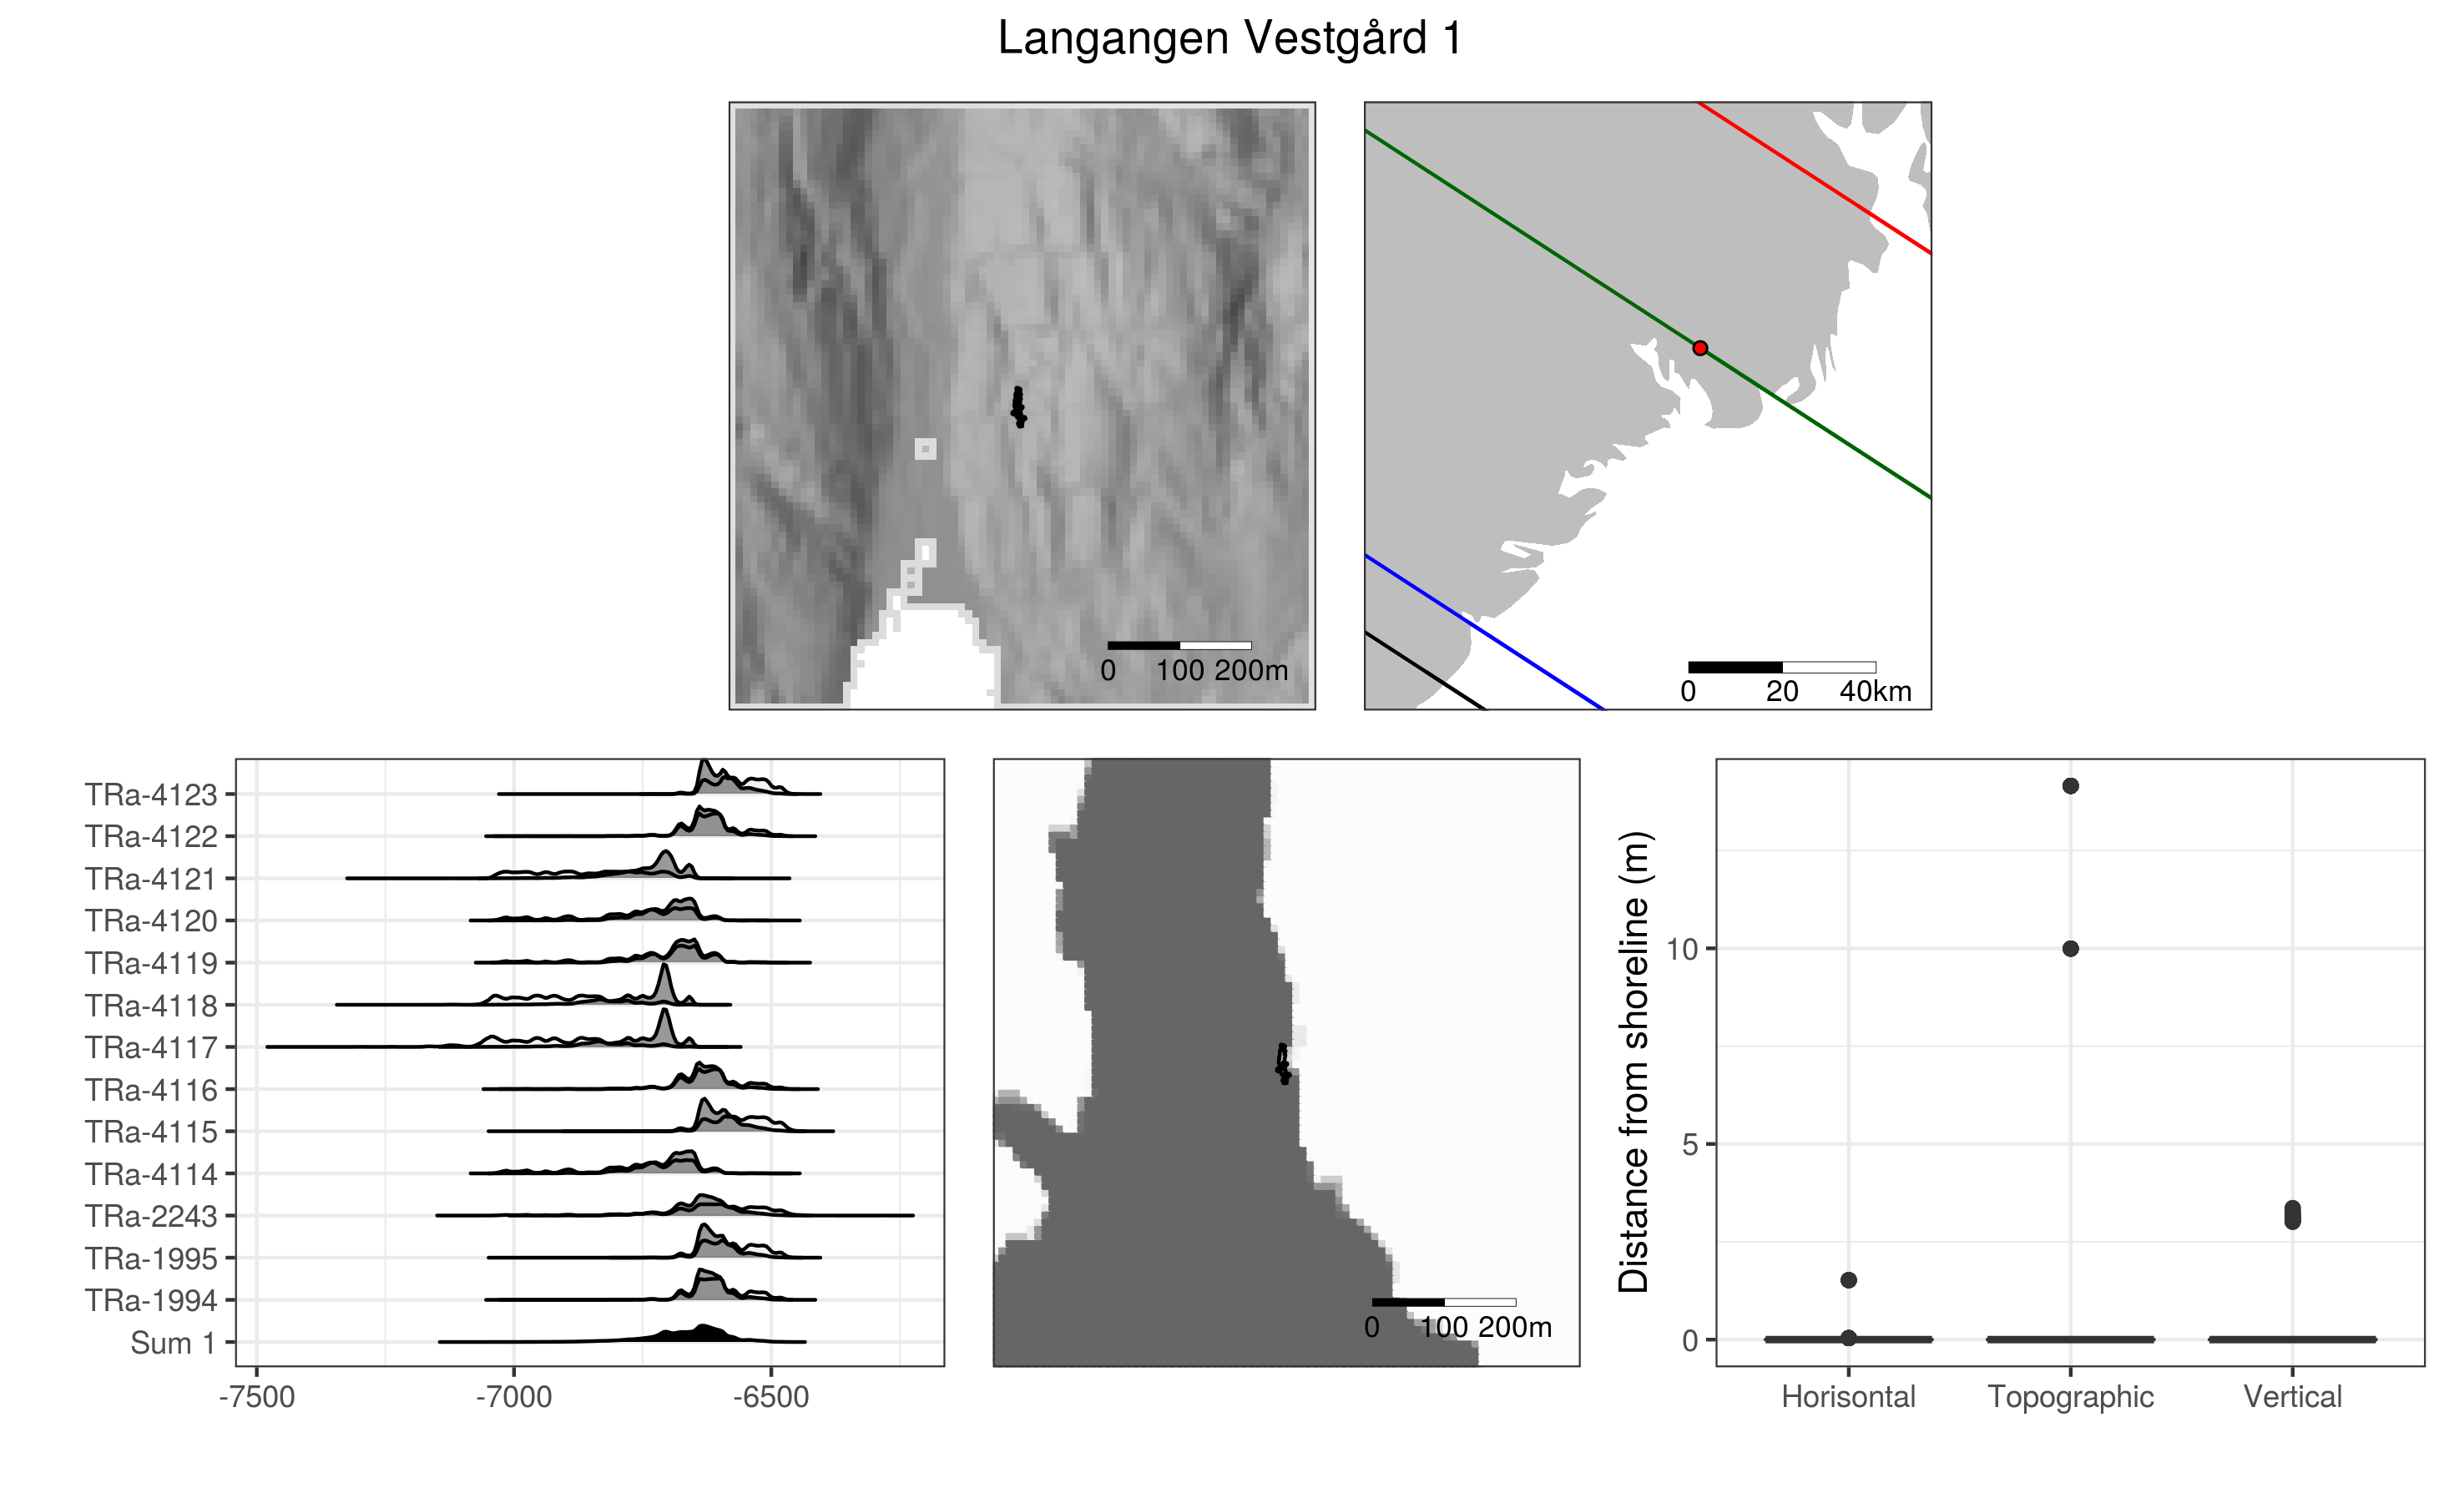 Langangen Vestgård 1
0 100 200m
0 20 40km
TRa-4123
TRa-4122
TRa-4121
TRa-4120
TRa-4119
TRa-4118
TRa-4117
TRa-4116
TRa-4115
TRa-4114
TRa-2243
TRa-1995
TRa-1994
Sum 1
-7500 -7000 -6500
0 100 200m
Distance from shoreline (m)
10
5
0
Horisontal Topographic Vertical